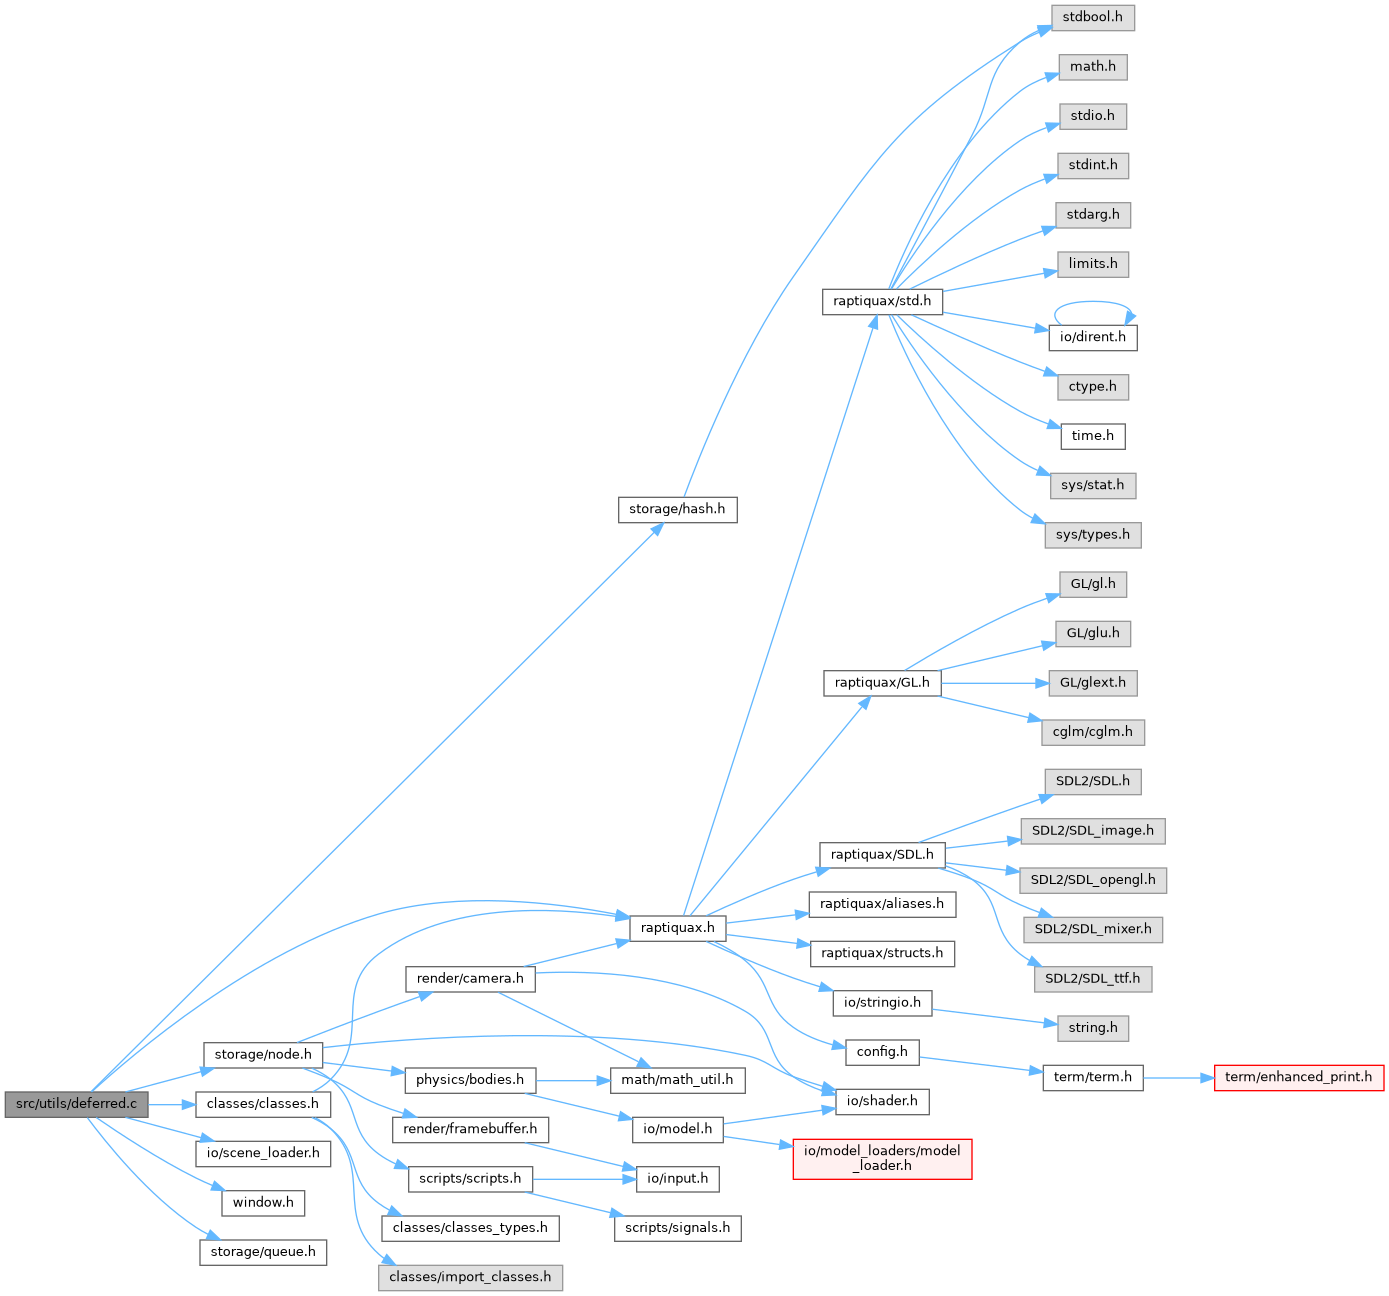 stdbool.h
math.h
stdio.h
stdint.h
stdarg.h
limits.h
raptiquax/std.h
io/dirent.h
ctype.h
time.h
sys/stat.h
storage/hash.h
sys/types.h
GL/gl.h
GL/glu.h
raptiquax/GL.h
GL/glext.h
cglm/cglm.h
SDL2/SDL.h
SDL2/SDL_image.h
raptiquax/SDL.h
SDL2/SDL_opengl.h
raptiquax/aliases.h
raptiquax.h
SDL2/SDL_mixer.h
raptiquax/structs.h
render/camera.h
SDL2/SDL_ttf.h
io/stringio.h
string.h
storage/node.h
config.h
physics/bodies.h
math/math_util.h
term/term.h
term/enhanced_print.h
src/utils/deferred.c
classes/classes.h
io/shader.h
render/framebuffer.h
io/model.h
io/scene_loader.h
io/model_loaders/model
_loader.h
scripts/scripts.h
io/input.h
window.h
classes/classes_types.h
scripts/signals.h
storage/queue.h
classes/import_classes.h